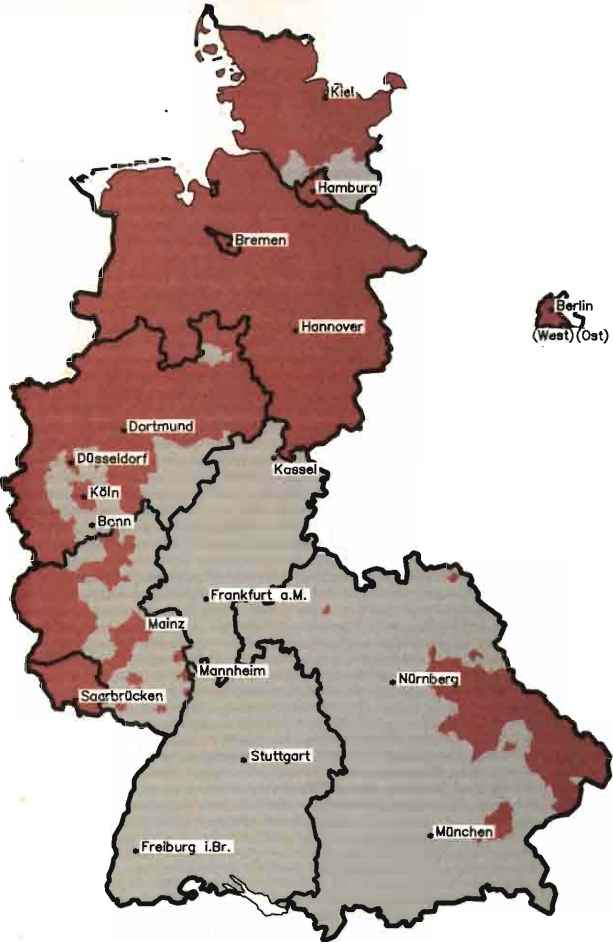 Kiel
Hamburg
Bremen
Berlin
Hannover
(West) (Ost)
Dortmund
Düsseldorf
Kassel
Köln
Bonn
Frankfurt a.M.
Mainz
Mannheim
Nürnberg
Saarbrücken
Stuttgart
München
Freiburg i.Br.